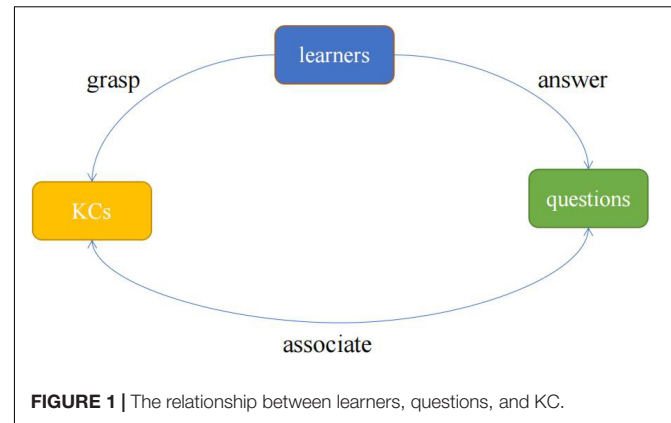 learners
grasp
answer
KCs
questions
associate
FIGURE 1 | The relationship between learners, questions, and KC.